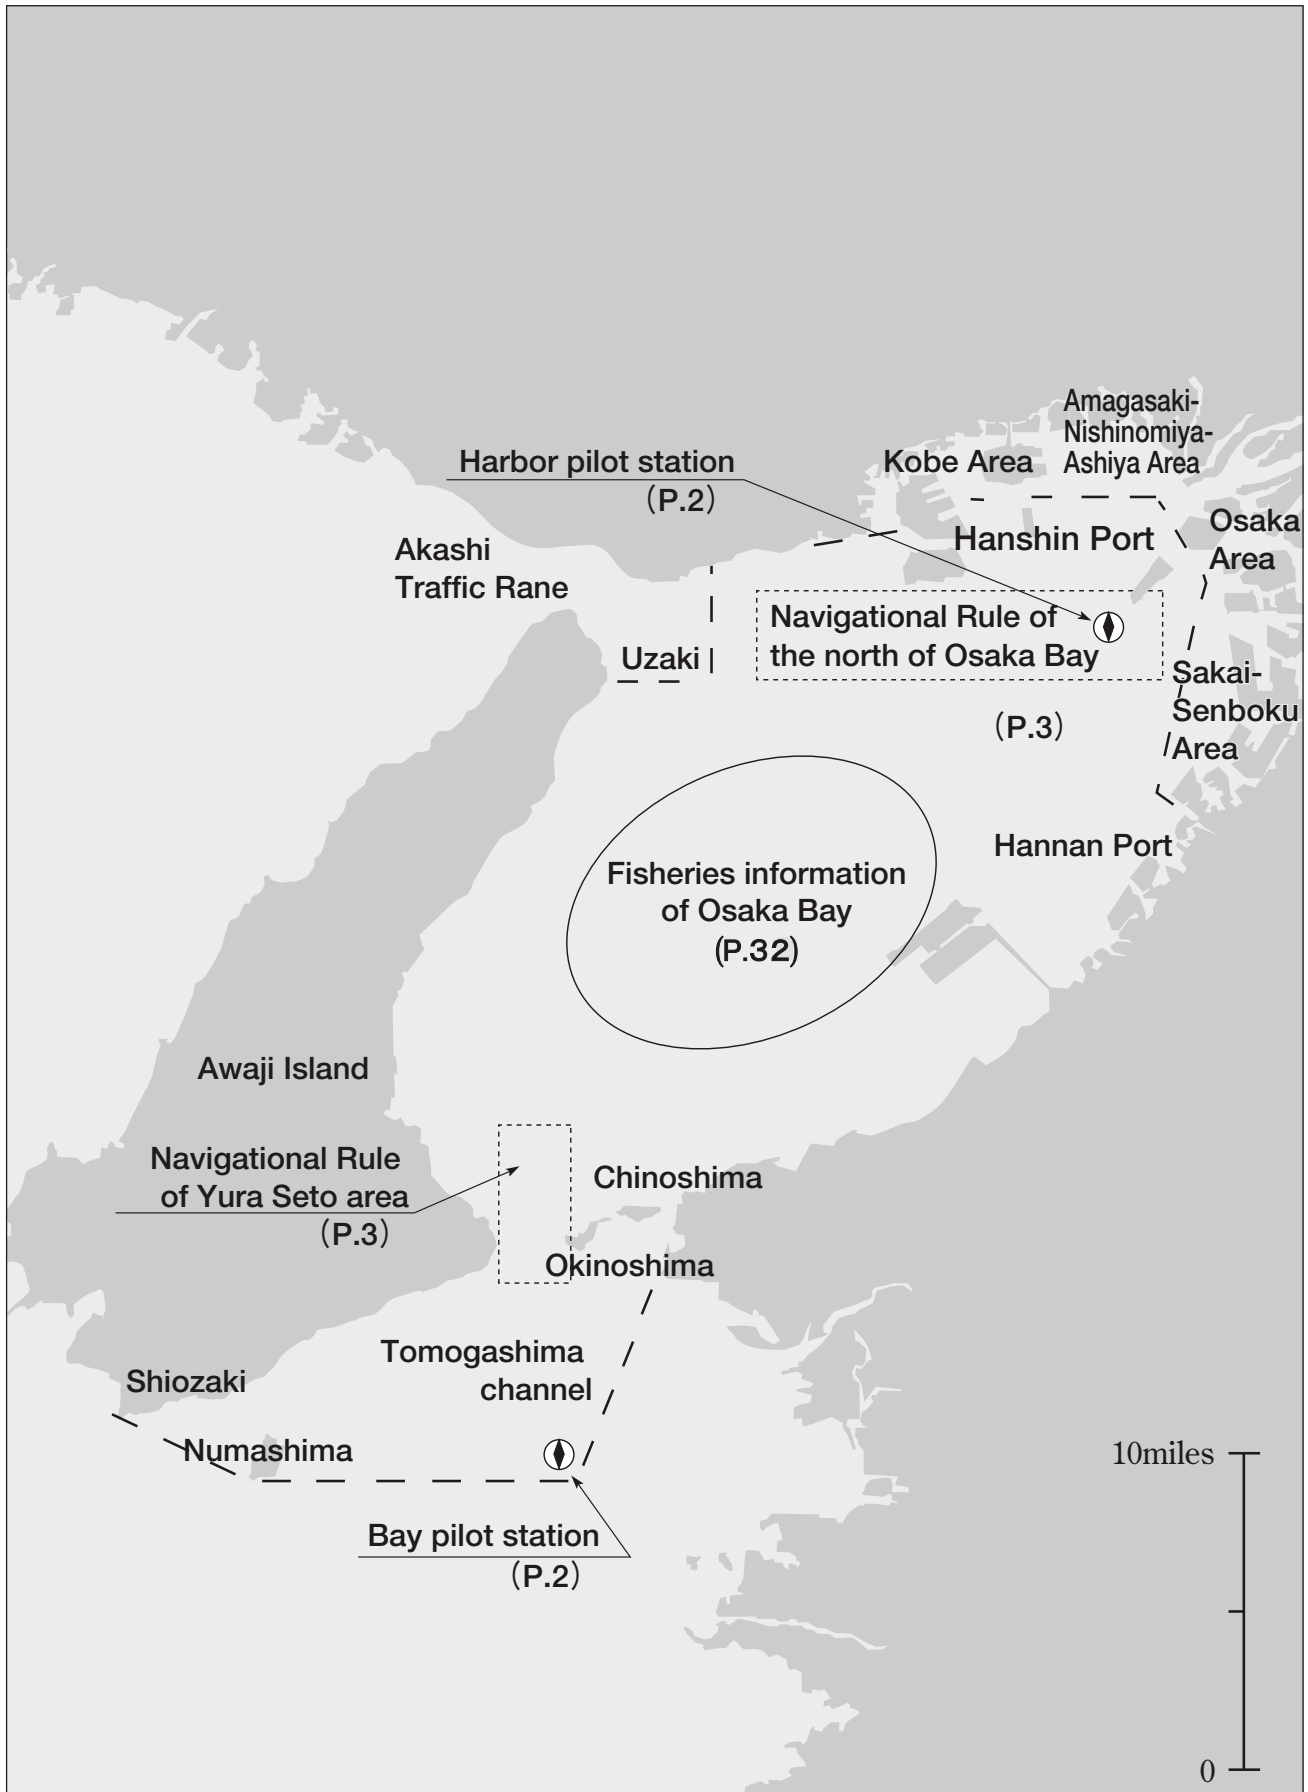 Amagasaki-
Nishinomiya-
Ashiya Area
Harbor pilot station
(P.2)
Kobe Area
Hanshin Port
Osaka
Area
Akashi
Traffic Rane
Navigational Rule of
the north of Osaka Bay
(P.3)
Uzaki
Sakai-
Senboku
Area
Hannan Port
Fisheries information
of Osaka Bay
(P.32)
Awaji Island
Navigational Rule
of Yura Seto area
(P.3)
Chinoshima
Okinoshima
Tomogashima
channel
Shiozaki
Numashima
Bay pilot station
(P.2)
10miles
0